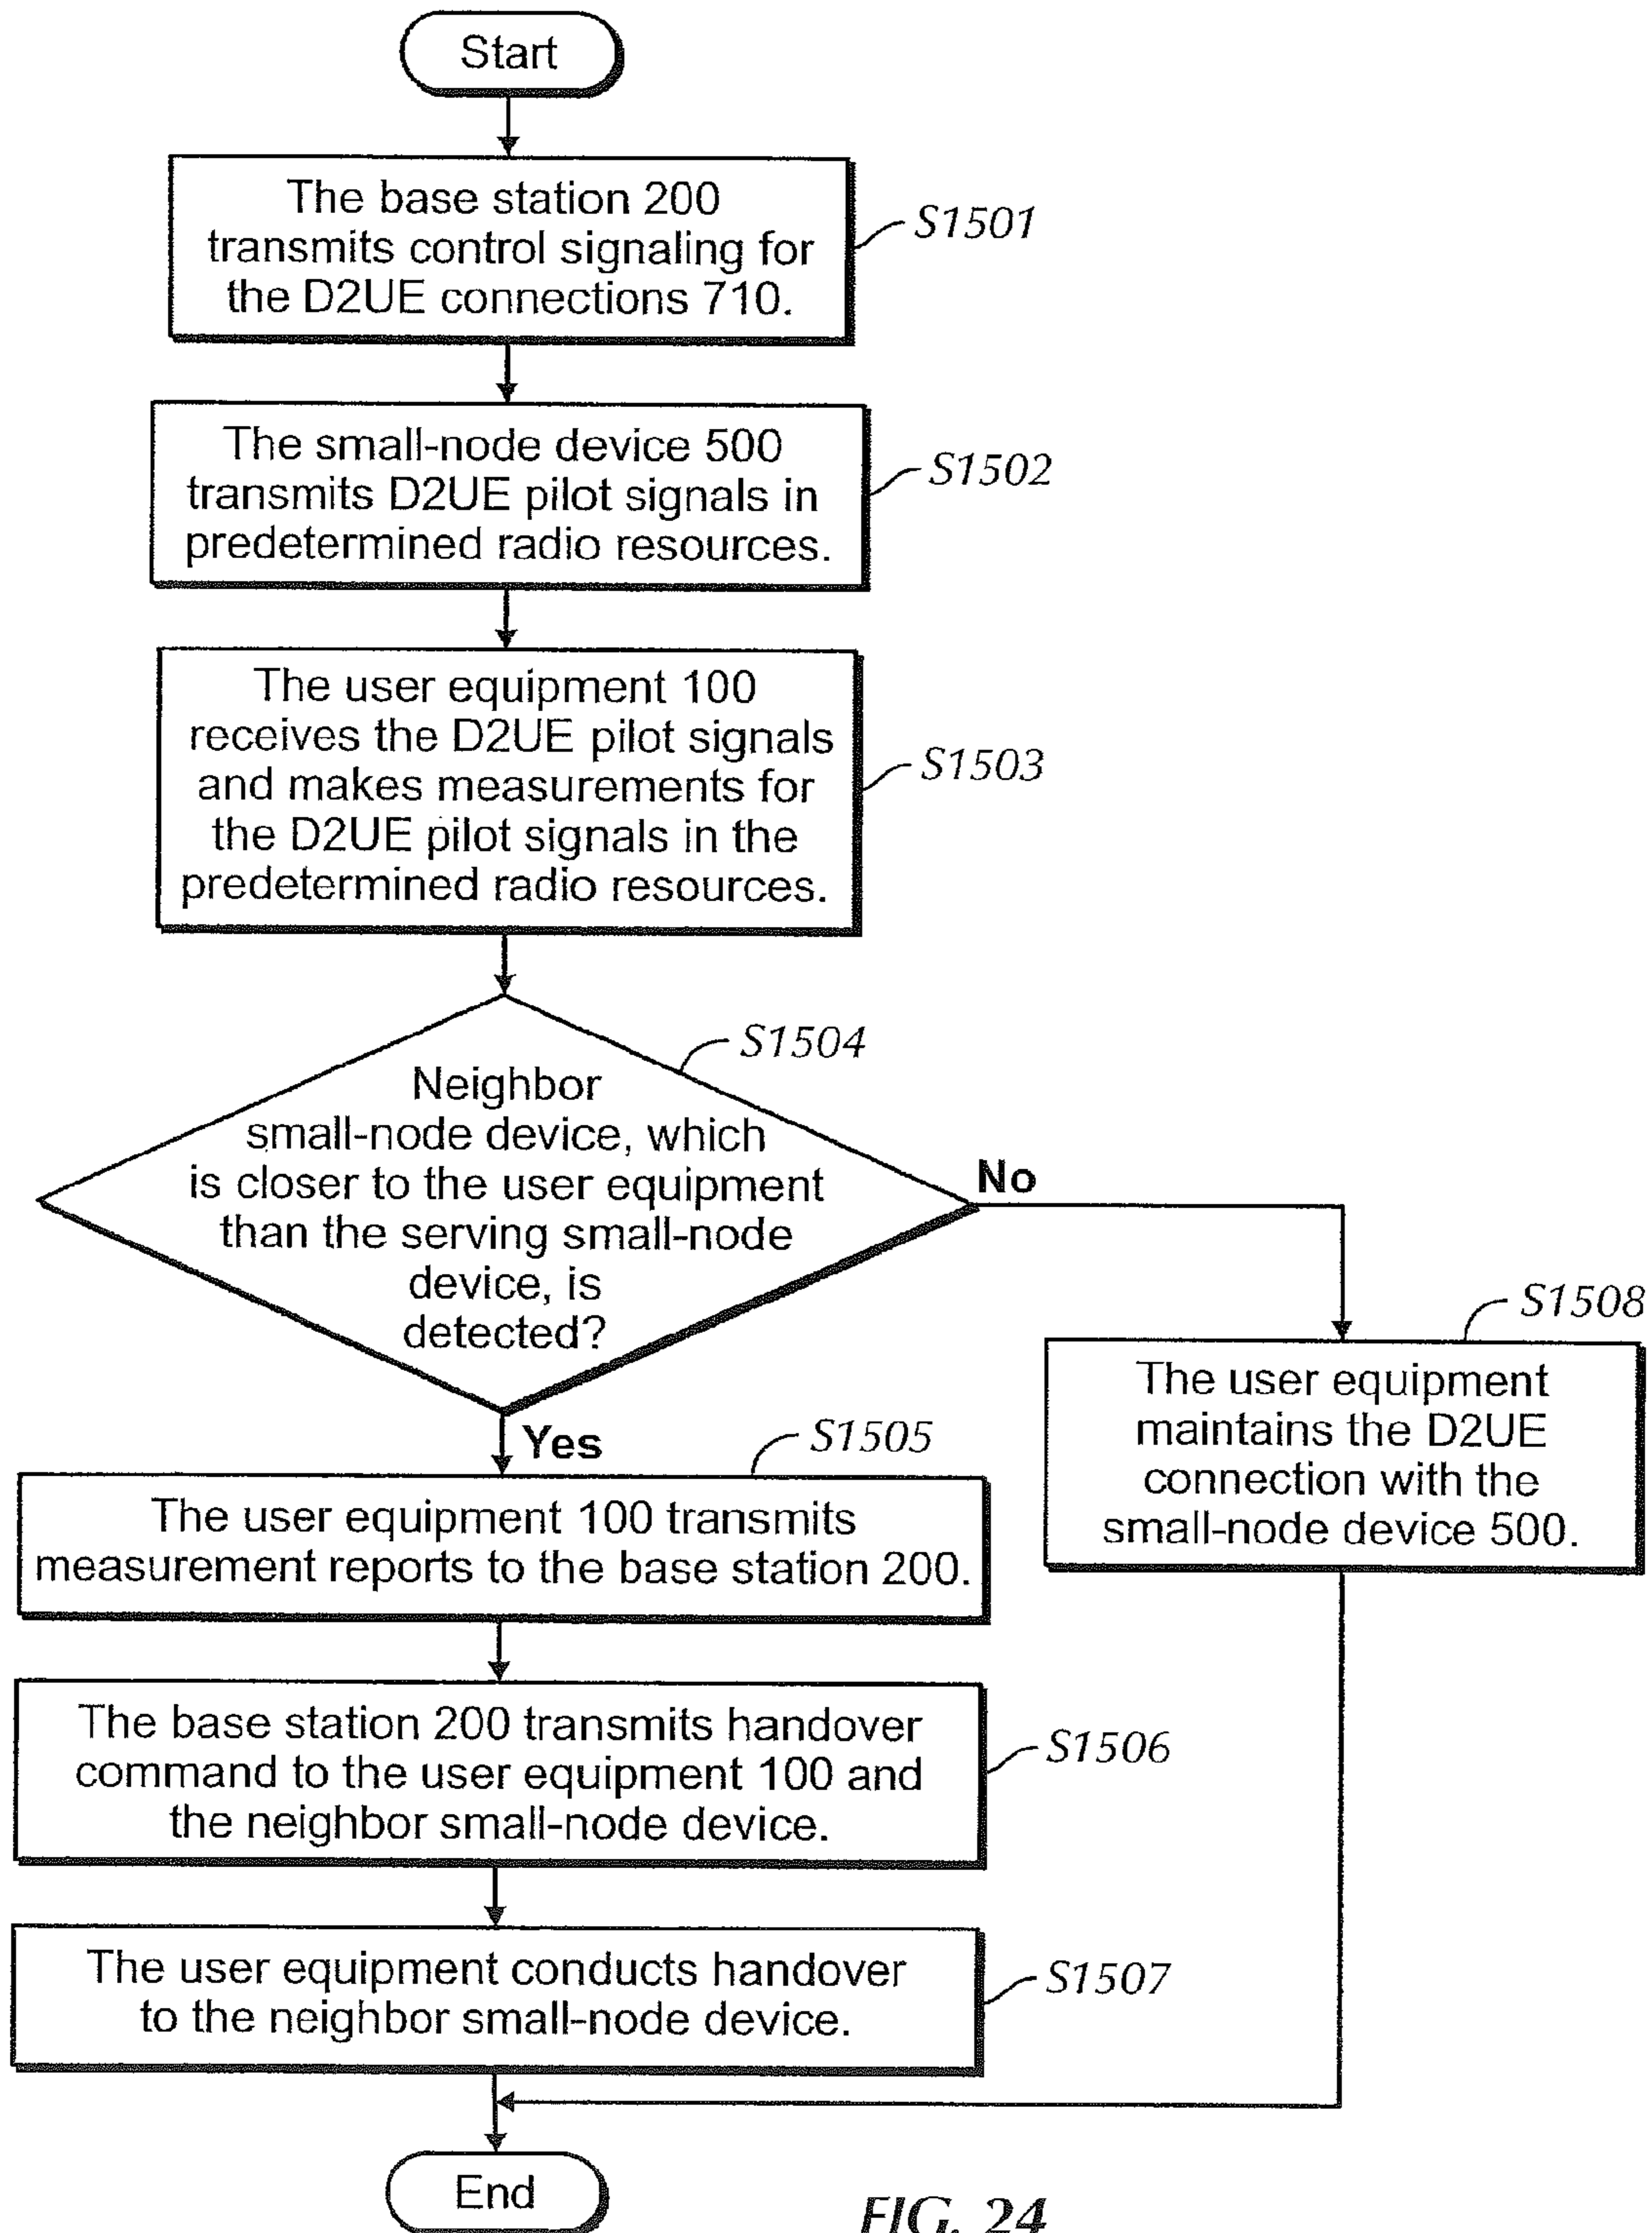 Start
The base station 200
transmits control signaling for
the D2UE connections 710.
S1501
The small-node device 500
transmits D2UE pilot signals in
predetermined radio resources.
S1502
The user equipment 100
receives the D2UE pilot signals
and makes measurements for
the D2UE pilot signals in the
predetermined radio resources.
S1503
S1504
Neighbor
small-node device, which
is closer to the user equipment
than the serving small-node
device, is
detected?
No
Yes
S1508
The user equipment
maintains the D2UE
connection with the
small-node device 500.
S1505
The user equipment 100 transmits
measurement reports to the base station 200.
The base station 200 transmits handover
command to the user equipment 100 and
the neighbor small-node device.
S1506
The user equipment conducts handover
to the neighbor small-node device.
S1507
End
FIG. 24